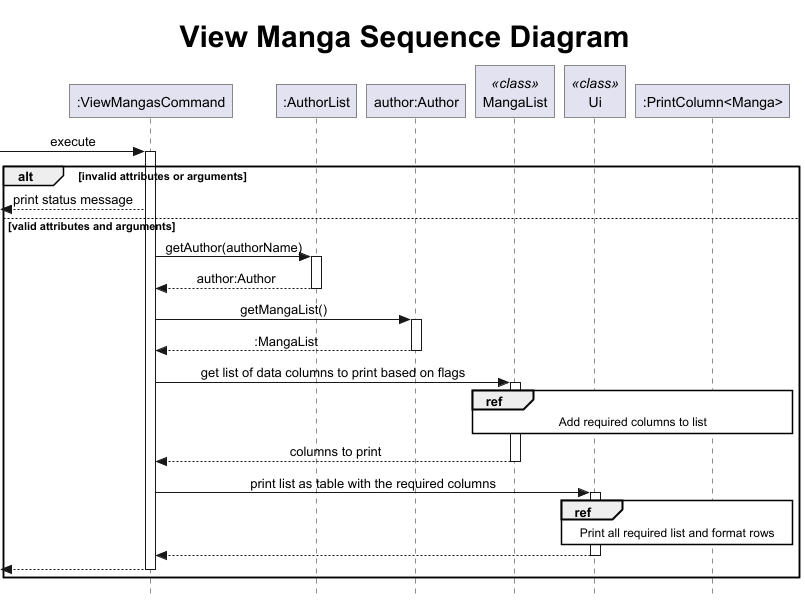 View Manga Sequence Diagram
:ViewMangasCommand
:AuthorList
author:Author
«class»
MangaList
«class»
Ui
:PrintColumn<Manga>
execute
alt
[invalid attributes or arguments]
print status message
[valid attributes and arguments]
getAuthor(authorName)
author:Author
getMangaList()
:MangaList
get list of data columns to print based on flags
ref
Add required columns to list
columns to print
print list as table with the required columns
ref
Print all required list and format rows